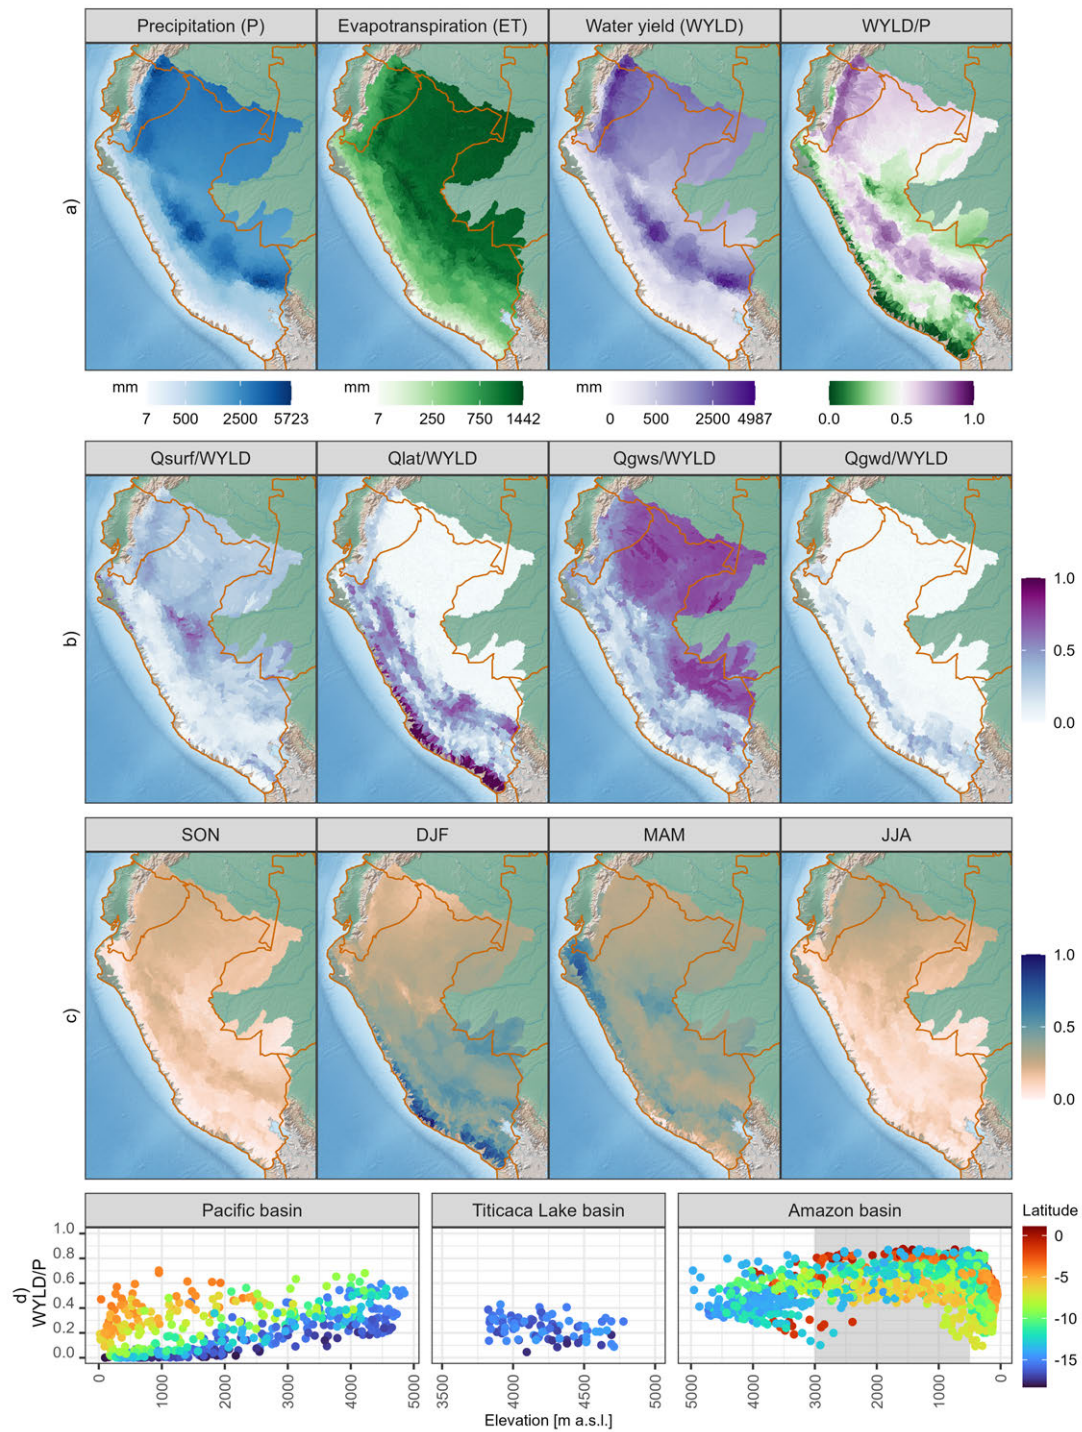 Precipitation (P) Evapotranspiration (ET) Water yield (WYLD) WYLD/P
a)
mm mm mm
7 500 2500 5723 7 250 750 1442 0 500 2500 4987 0.0 0.5 1.0
Qsurf/WYLD Qlat/WYLD Qgws/WYLD Qgwd/WYLD
b)
1.0
0.5
0.0
SON DJF MAM JJA
c)
1.0
0.5
0.0
Pacific basin Titicaca Lake basin Amazon basin Latitude
d)
WYLD/P
1.0
0.8
0.6
0.4
0.2
0.0
0
-5
-10
-15
0 1000 2000 3000 4000 5000 3500 4000 4500 5000 5000 4000 3000 2000 1000 0
Elevation [m a.s.l.]